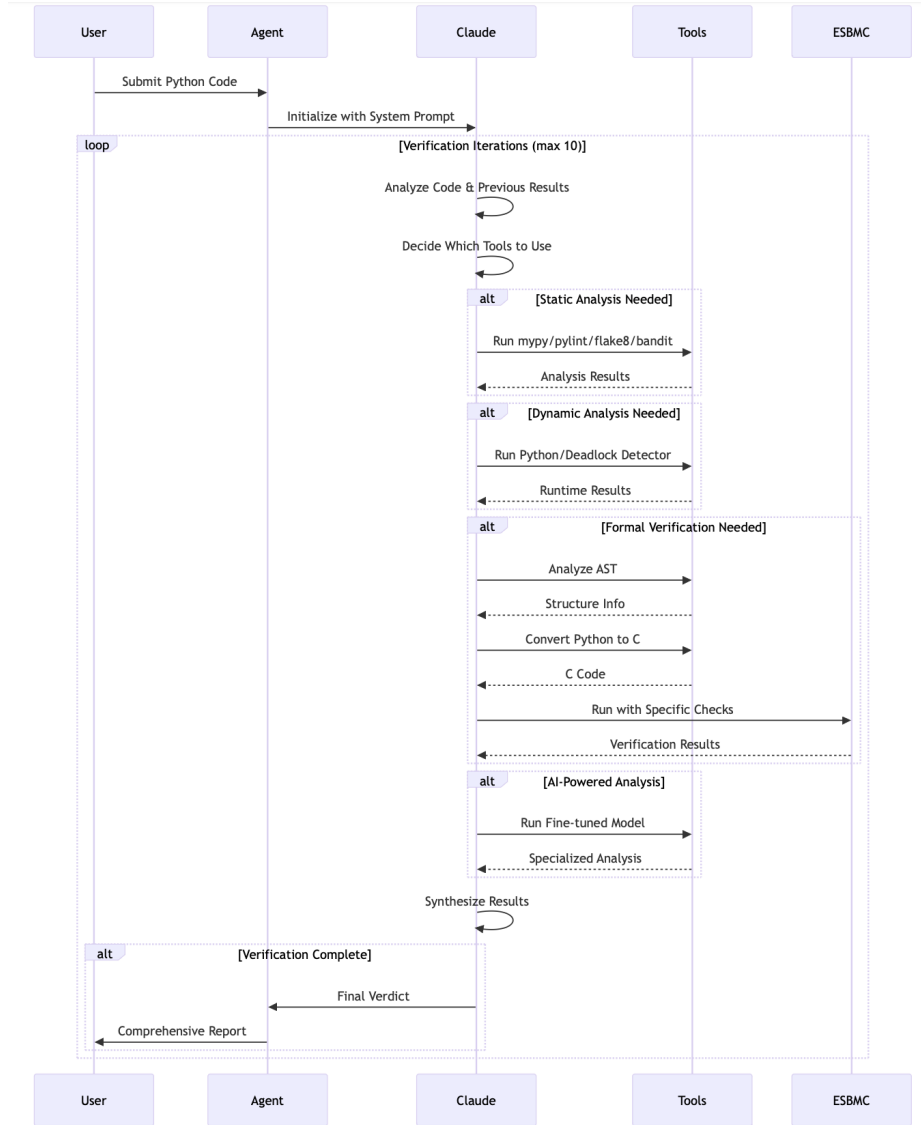 User Agent Claude Tools ESBMC
Submit Python Code
Initialize with System Prompt
loop [Verification Iterations (max 10)]
Analyze Code & Previous Results
Decide Which Tools to Use
alt [Static Analysis Needed]
Run mypy/pylint/flake8/bandit
Analysis Results
alt [Dynamic Analysis Needed]
Run Python/Deadlock Detector
Runtime Results
alt [Formal Verification Needed]
Analyze AST
Structure Info
Convert Python to C
C Code
Run with Specific Checks
Verification Results
alt [AI-Powered Analysis]
Run Fine-tuned Model
Specialized Analysis
Synthesize Results
alt [Verification Complete]
Final Verdict
Comprehensive Report
User Agent Claude Tools ESBMC